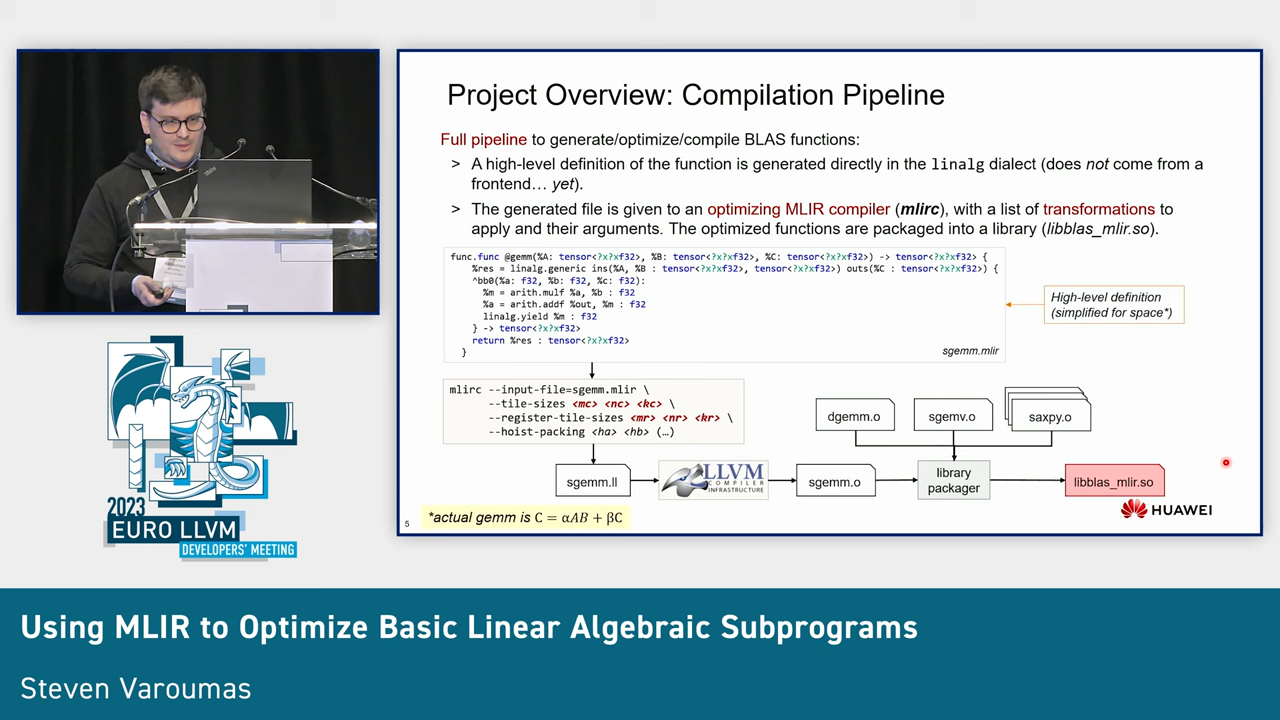 Project Overview: Compilation Pipeline
Full pipeline to generate/optimize/compile BLAS functions:
> A high-level definition of the function is generated directly in the linalg dialect (does not come from a
frontend… yet).
> The generated file is given to an optimizing MLIR compiler (mlirc), with a list of transformations to
apply and their arguments. The optimized functions are packaged into a library (libblas_mlir.so).
func.func @gemm(%A: tensor<?x?xf32>, %B: tensor<?x?xf32>, %C: tensor<?x?xf32>) -> tensor<?x?xf32> {
%res = linalg.generic ins(%A, %B : tensor<?x?xf32>, tensor<?x?xf32>) outs(%C : tensor<?x?xf32>) {
^bb0(%a: f32, %b: f32, %c: f32):
%m = arith.mulf %a, %b : f32
%a = arith.addf %out, %m : f32
linalg.yield %m : f32
} -> tensor<?x?xf32>
return %res : tensor<?x?xf32>
}
sgemm.mlir
High-level definition
(simplified for space*)
mlirc --input-file=sgemm.mlir \
--tile-sizes <mc> <nc> <kc> \
--register-tile-sizes <mr> <nr> <kr> \
--hoist-packing <ha> <hb> (…)
dgemm.o
sgemv.o
saxpy.o
sgemm.ll
LLVM
COMPILER
INFRASTRUCTURE
sgemm.o
library
packager
libblas_mlir.so
*actual gemm is C = αAB + βC
5
HUAWEI
2023
EURO LLVM
DEVELOPERS' MEETING
Using MLIR to Optimize Basic Linear Algebraic Subprograms
Steven Varoumas